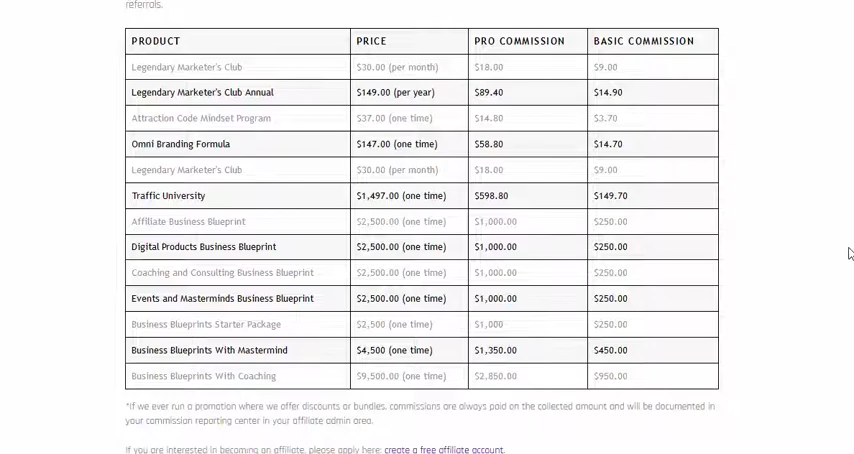 referrals.
PRODUCT PRICE PRO COMMISSION BASIC COMMISSION
Legendary Marketer's Club $30.00 (per month) $18.00 $9.00
Legendary Marketer's Club Annual $149.00 (per year) $89.40 $14.90
Attraction Code Mindset Program $37.00 (one time) $14.80 $3.70
Omni Branding Formula $147.00 (one time) $58.80 $14.70
Legendary Marketer's Club $30.00 (per month) $18.00 $9.00
Traffic University $1,497.00 (one time) $598.80 $149.70
Affiliate Business Blueprint $2,500.00 (one time) $1,000.00 $250.00
Digital Products Business Blueprint $2,500.00 (one time) $1,000.00 $250.00
Coaching and Consulting Business Blueprint $2,500.00 (one time) $1,000.00 $250.00
Events and Masterminds Business Blueprint $2,500.00 (one time) $1,000.00 $250.00
Business Blueprints Starter Package $2,500 (one time) $1,000 $250.00
Business Blueprints With Mastermind $4,500 (one time) $1,350.00 $450.00
Business Blueprints With Coaching $9,500.00 (one time) $2,850.00 $950.00
*If we ever run a promotion where we offer discounts or bundles, commissions are always paid on the collected amount and will be documented in
your commission reporting center in your affiliate admin area.
If you are interested in becoming an affiliate, please apply here: create a free affiliate account.